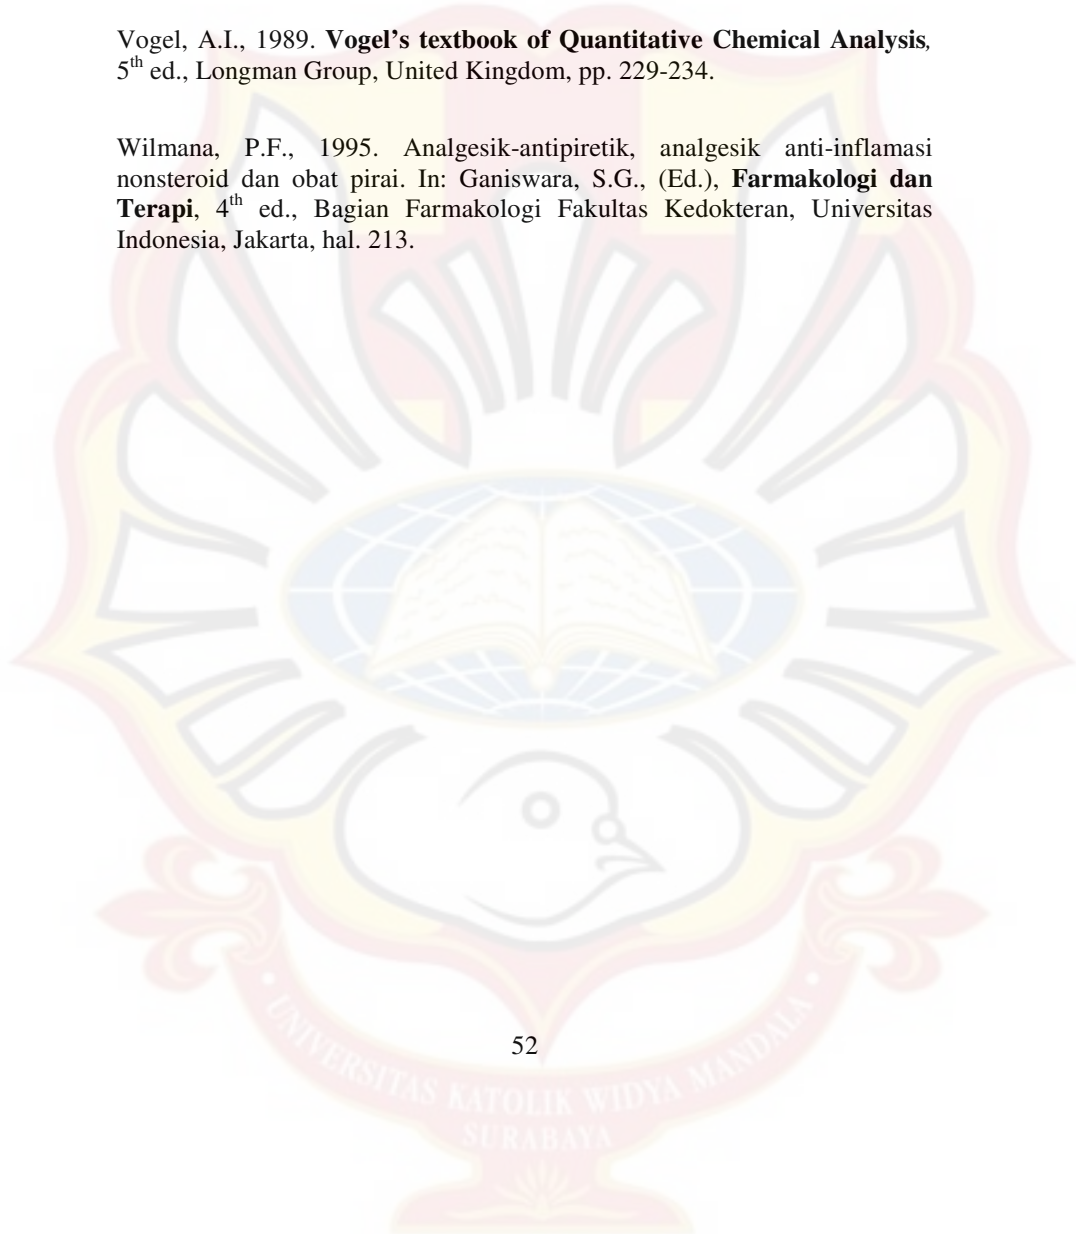 Vogel, A.I., 1989. Vogel’s textbook of Quantitative Chemical Analysis,
5th ed., Longman Group, United Kingdom, pp. 229-234.
Wilmana, P.F., 1995. Analgesik-antipiretik, analgesik anti-inflamasi
nonsteroid dan obat pirai. In: Ganiswara, S.G., (Ed.), Farmakologi dan
Terapi, 4th ed., Bagian Farmakologi Fakultas Kedokteran, Universitas
Indonesia, Jakarta, hal. 213.
52
• UNIVERSITAS KATOLIK WIDYA MANDALA •
SURABAYA